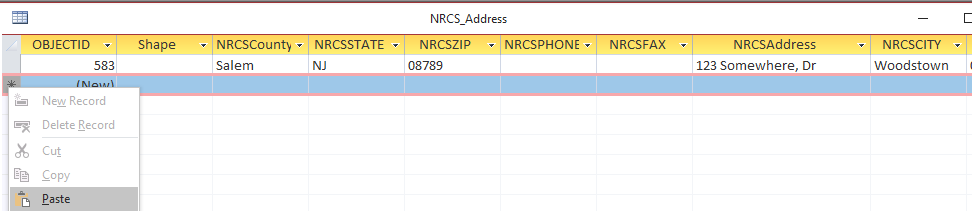 NRCS_Address
OBJECTID Shape NRCSCounty NRCSSTATE NRCSZIP NRCSPHONE NRCSFAX NRCSAddress NRCSCITY
583 Salem NJ 08789 123 Somewhere, Dr Woodstown
(New)
New Record
Delete Record
Cut
Copy
Paste